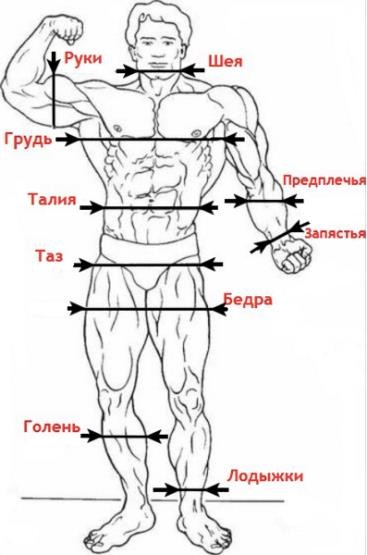 Руки
Шея
Грудь
Предплечья
Талия
Запястья
Таз
Бедра
Голень
Лодыжки